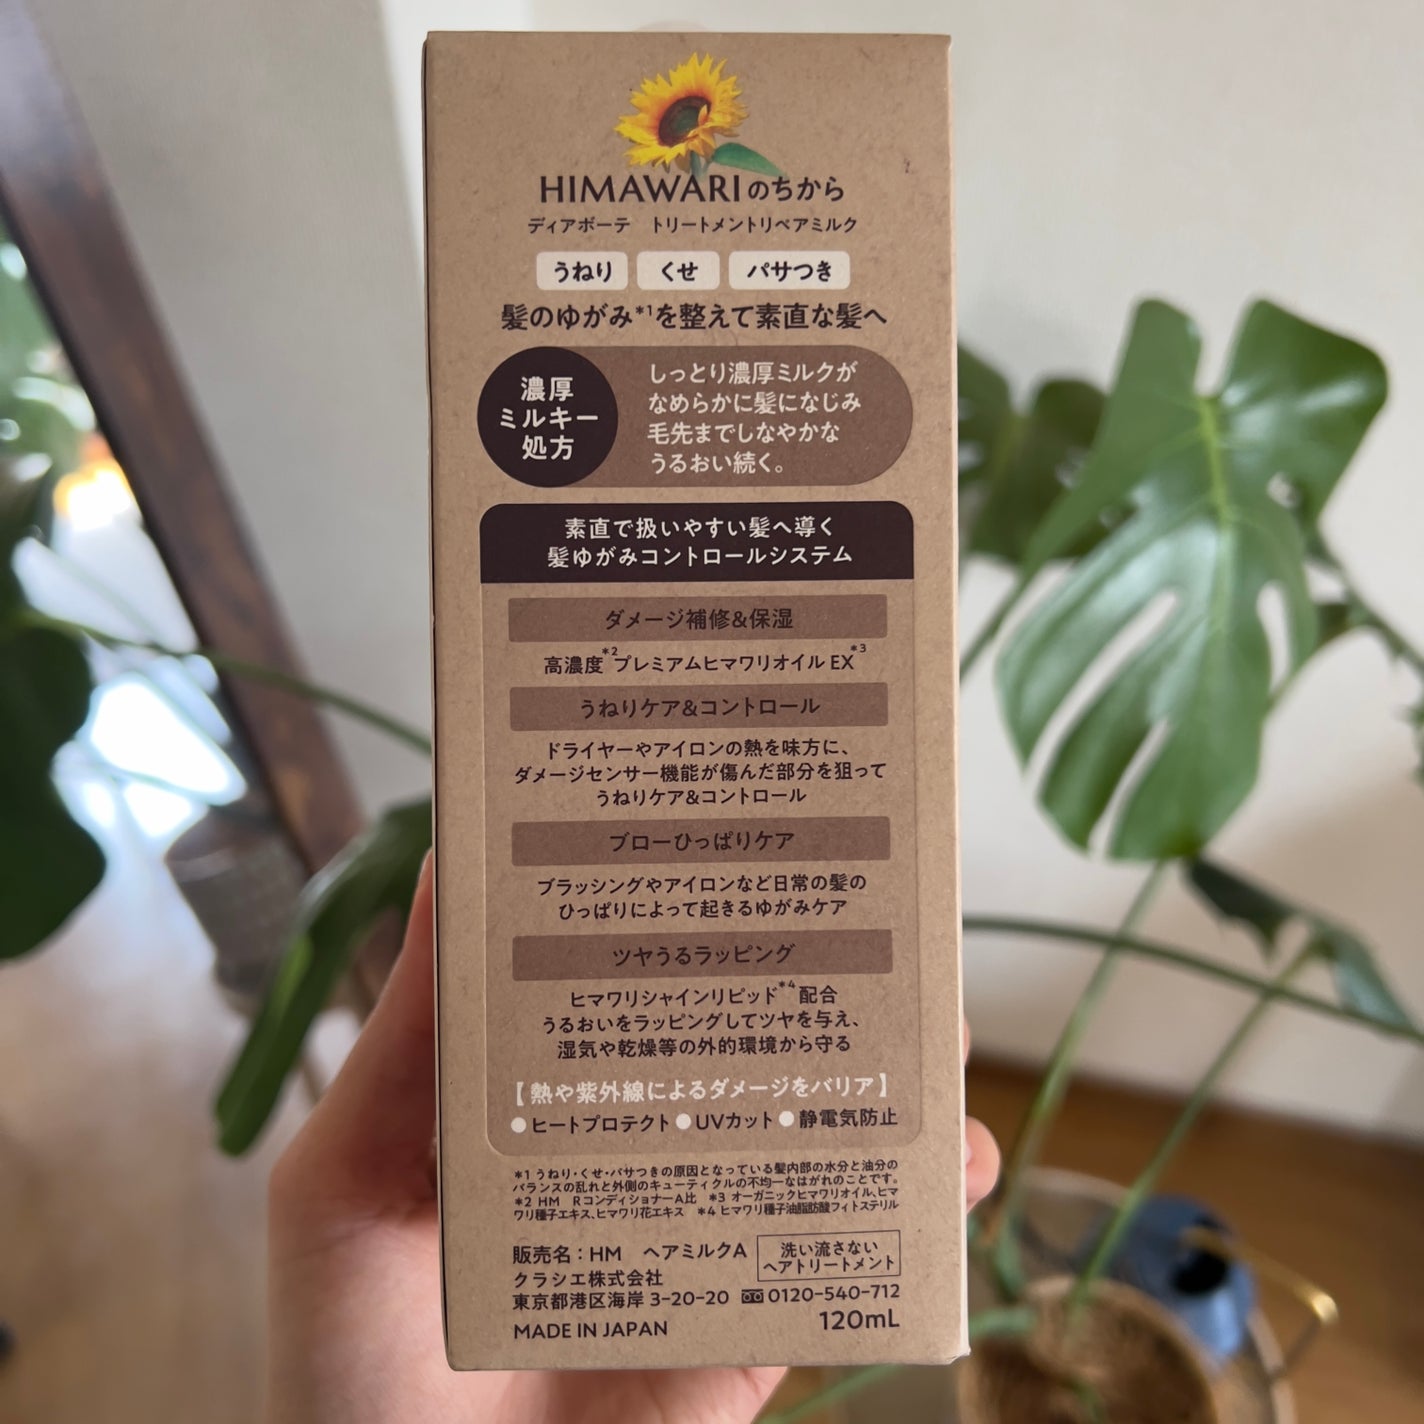 HIMAWARIのちから
ディアボーテ　トリートメントリペアミルク
うねり　くせ　パサつき
髪のゆがみ*1を整えて素直な髪へ
濃厚
ミルキー
処方
しっとり濃厚ミルクが
なめらかに髪になじみ
毛先までしなやかな
うるおい続く。
素直で扱いやすい髪へ導く
髪ゆがみコントロールシステム
ダメージ補修&保湿
高濃度*2プレミアムヒマワリオイル EX*3
うねりケア&コントロール
ドライヤーやアイロンの熱を味方に、
ダメージセンサー機能が傷んだ部分を狙って
うねりケア&コントロール
ブローひっぱりケア
ブラッシングやアイロンなど日常の髪の
ひっぱりによって起きるゆがみケア
ツヤうるラッピング
ヒマワリシャインリピッド*4配合
うるおいをラッピングしてツヤを与え、
湿気や乾燥等の外的環境から守る
【熱や紫外線によるダメージをバリア】
●ヒートプロテクト●UVカット●静電気防止
*1 うねり・くせ・パサつきの原因となっている髪内部の水分と油分の
バランスの乱れと外側のキューティクルの不均一なはがれのことです。
*2 HM　RコンディショナーA比　*3 オーガニックヒマワリオイル、ヒマ
ワリ種子エキス、ヒマワリ花エキス　*4 ヒマワリ種子油脂肪酸フィトステリル
販売名：HM　ヘアミルクA
洗い流さない
ヘアトリートメント
クラシエ株式会社
東京都港区海岸 3-20-20　0120-540-712
MADE IN JAPAN　120mL